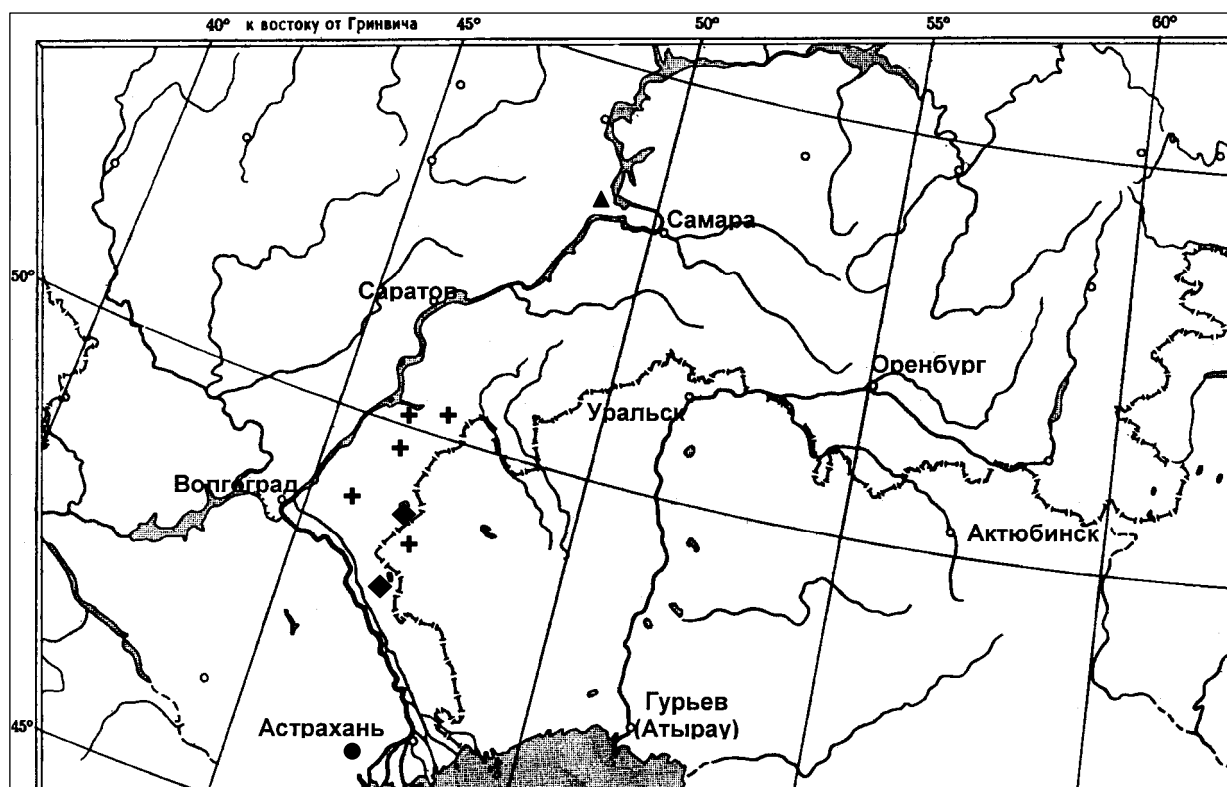 40° к востоку от Гринвича 45° 50° 55° 60°
Самара
50°
Саратов
Оренбург
Уральск
Волгоград
Актюбинск
Гурьев
(Атырау)
Астрахань
45°